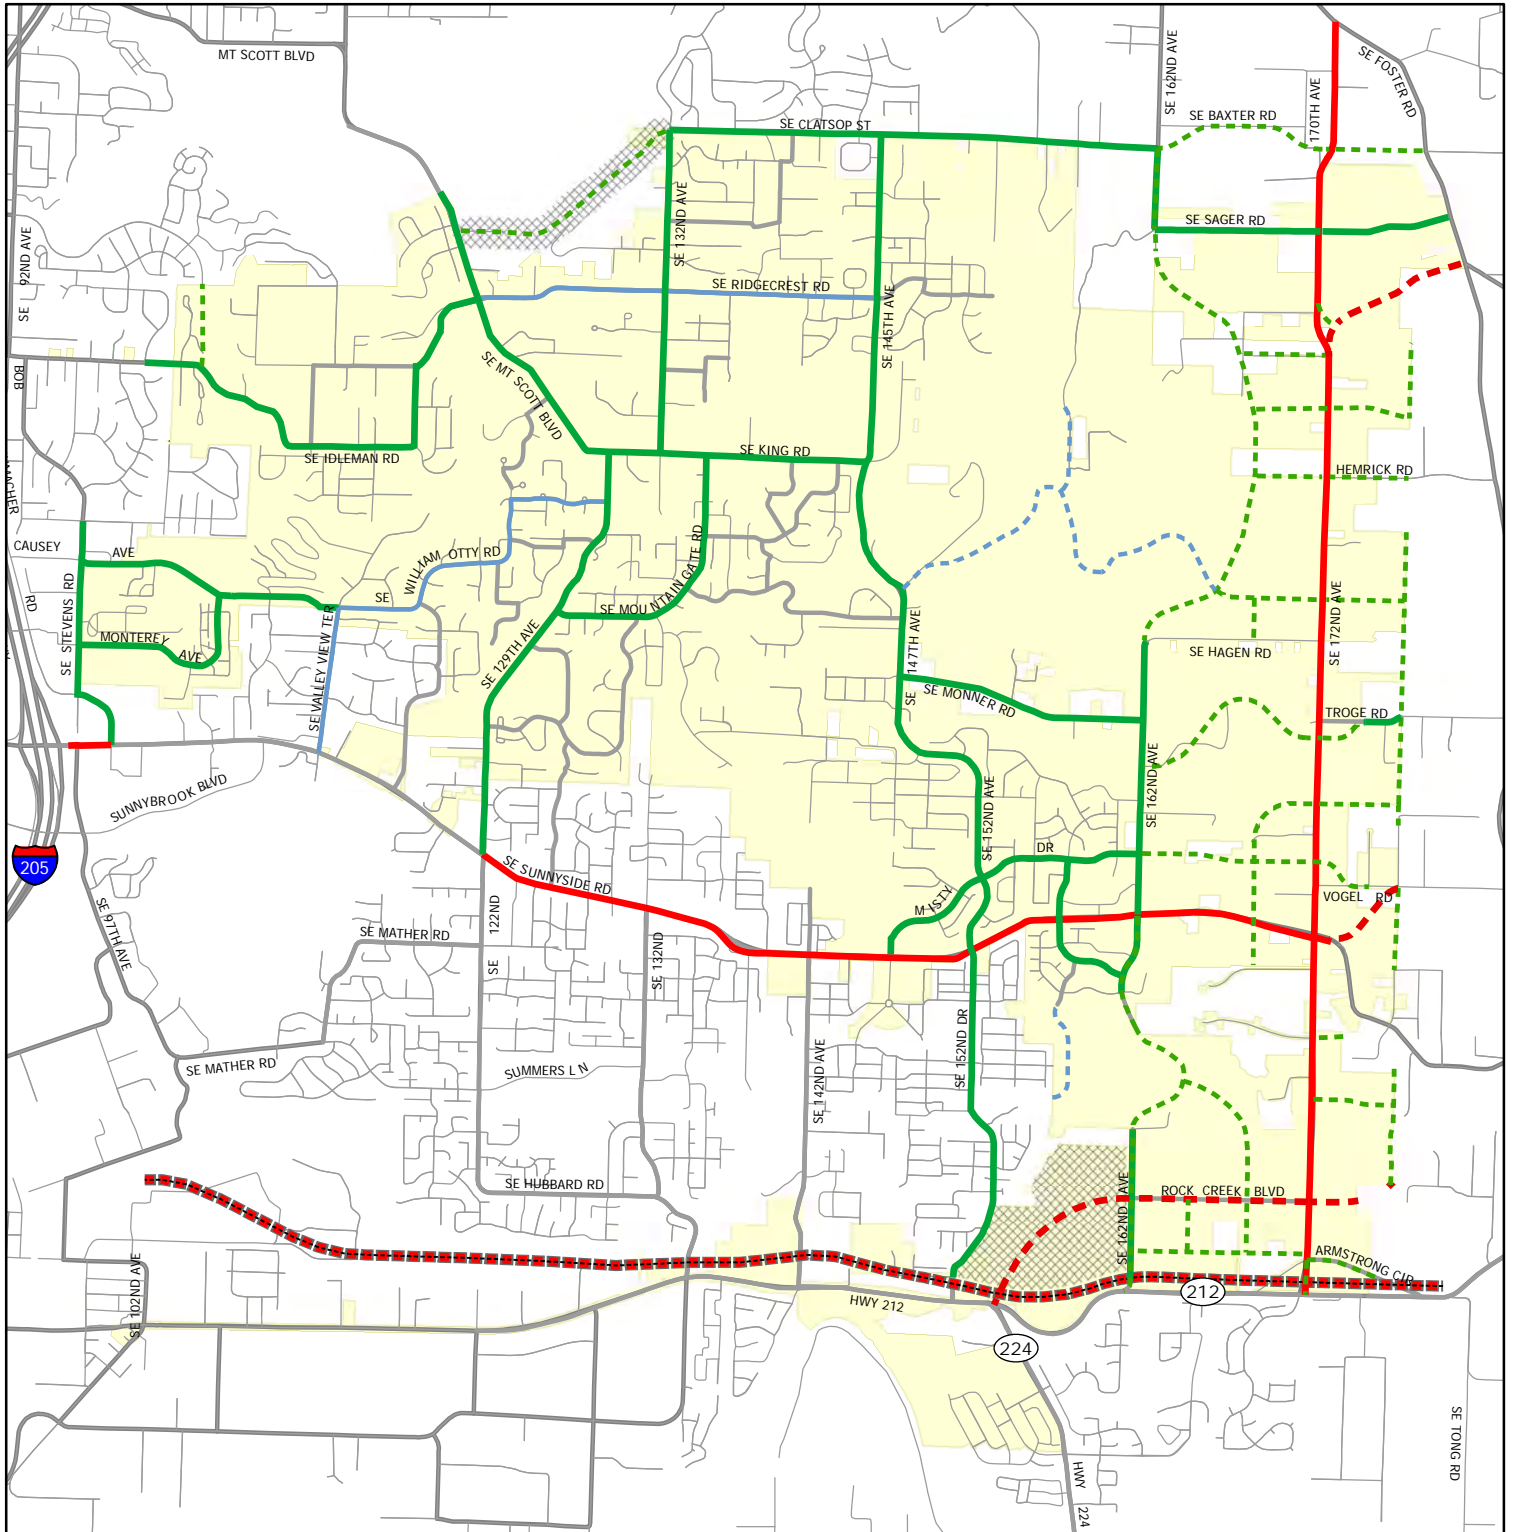 MT SCOTT BLVD
SE FOSTER RD
SE 162ND AVE
170TH AVE
SE BAXTER RD
SE CLATSOP ST
SE 132ND AVE
SE SAGER RD
SE 92ND AVE
SE RIDGECREST RD
SE 145TH AVE
SE MT SCOTT BLVD
BOB
SE KING RD
SE IDLEMAN RD
HEMRICK RD
CAUSEY AVE
RD
SE WILLIAM OTTY RD
SE MOUNTAIN GATE RD
SE STEVENS RD
MONTEREY AVE
SE VALLEY VIEW TER
SE 129TH AVE
SE 147TH AVE
SE 172ND AVE
SE HAGEN RD
SE MONNER RD
TROGE RD
SE 162ND AVE
SE 152ND AVE
SUNNYBROOK BLVD
MISTY DR
SE SUNNYSIDE RD
205
VOGEL RD
SE 97TH AVE
SE 122ND
SE MATHER RD
SE 132ND
SE 152ND DR
SE 142ND AVE
SE MATHER RD
SUMMERS LN
SE HUBBARD RD
SE 162ND AVE
ROCK CREEK BLVD
ARMSTRONG CIR
SE 102ND AVE
212
HWY 212
224
SE TONG RD
HWY 224